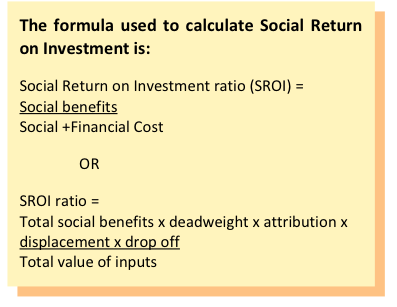 The formula used to calculate Social Return
on Investment is:
Social Return on Investment ratio (SROI) =
Social benefits
Social +Financial Cost
OR
SROI ratio =
Total social benefits x deadweight x attribution x
displacement x drop off
Total value of inputs